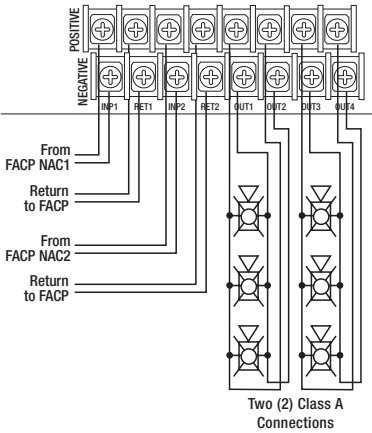 POSITIVE
NEGATIVE
INP1 RET1 INP2 RET2 OUT1 OUT2 OUT3 OUT4
From
FACP NAC1
Return
to FACP
From
FACP NAC2
Return
to FACP
Two (2) Class A
Connections